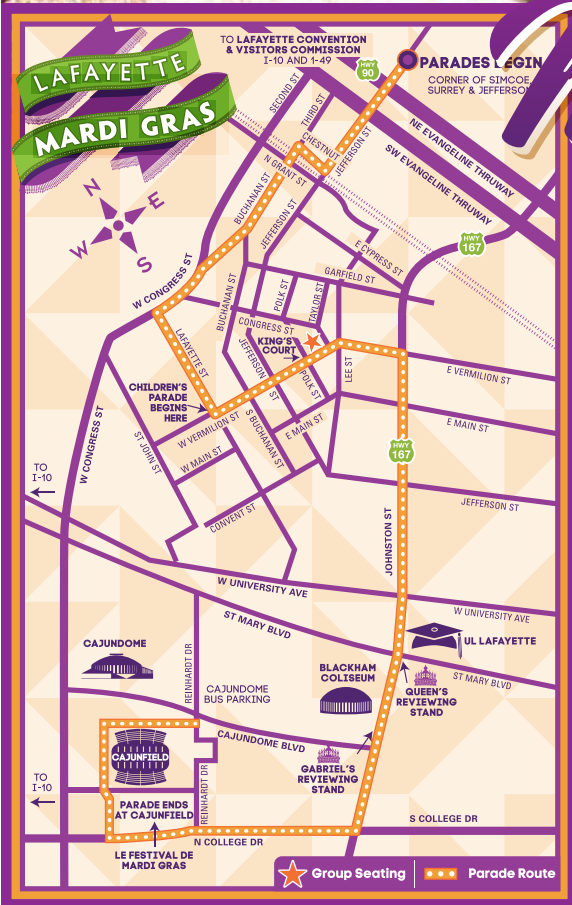 LAFAYETTE
MARDI GRAS
TO LAFAYETTE CONVENTION
& VISITORS COMMISSION
I-10 AND 1-49
HWY
90
PARADES BEGIN
CORNER OF SIMCOE,
SURREY & JEFFERSON
NE EVANGELINE THRUWAY
SW EVANGELINE THRUWAY
HWY
167
SECOND ST
THIRD ST
CHESTNUT
JEFFERSON ST
N GRANT ST
BUCHANAN ST
JEFFERSON ST
E CYPRESS ST
GARFIELD ST
N
E
W
S
W CONGRESS ST
BUCHANAN ST
POLK ST
TAYLOR ST
CONGRESS ST
KING'S
COURT
LAFAYETTE ST
JEFFERSON ST
POLK ST
LEE ST
E VERMILION ST
CHILDREN'S
PARADE
BEGINS
HERE
W VERMILION ST
S BUCHANAN ST
E MAIN ST
E MAIN ST
W CONGRESS ST
ST JOHN ST
W MAIN ST
HWY
167
TO
I-10
CONVENT ST
JEFFERSON ST
JOHNSTON ST
W UNIVERSITY AVE
W UNIVERSITY AVE
ST MARY BLVD
UL LAFAYETTE
CAJUNDOME
REINHARDT DR
BLACKHAM
COLISEUM
ST MARY BLVD
CAJUNDOME
BUS PARKING
QUEEN'S
REVIEWING
STAND
CAJUNDOME BLVD
CAJUNFIELD
GABRIEL'S
REVIEWING
STAND
TO
I-10
REINHARDT DR
PARADE ENDS
AT CAJUNFIELD
S COLLEGE DR
N COLLEGE DR
LE FESTIVAL DE
MARDI GRAS
Group Seating
Parade Route